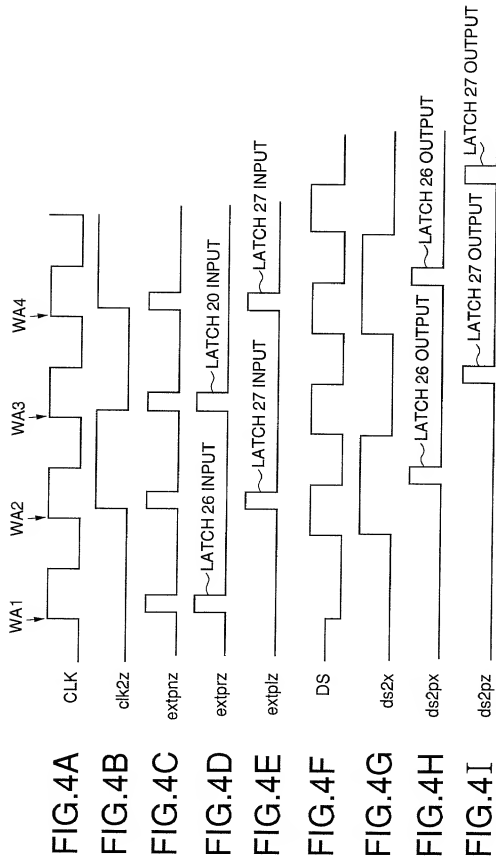 WA1 WA2 WA3 WA4
FIG.4A CLK
FIG.4B clk2z
FIG.4C extpnz
FIG.4D extprz LATCH 26 INPUT LATCH 20 INPUT
FIG.4E extplz LATCH 27 INPUT LATCH 27 INPUT
FIG.4F DS
FIG.4G ds2x
FIG.4H ds2px LATCH 26 OUTPUT LATCH 26 OUTPUT
FIG.4I ds2pz LATCH 27 OUTPUT LATCH 27 OUTPUT